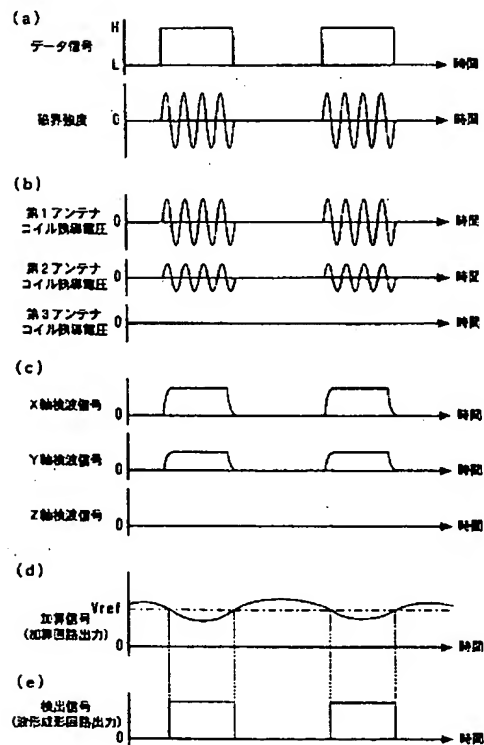 (a)
H
データ信号
L
時間
磁界強度
0
時間
(b)
第1アンテナ
コイル誘導電圧
0
時間
第2アンテナ
コイル誘導電圧
0
時間
第3アンテナ
コイル誘導電圧
0
時間
(c)
X軸検波信号
0
時間
Y軸検波信号
0
時間
Z軸検波信号
0
時間
(d)
Vref
加算信号
(加算回路出力)
0
時間
(e)
検出信号
(波形成形回路出力)
0
時間